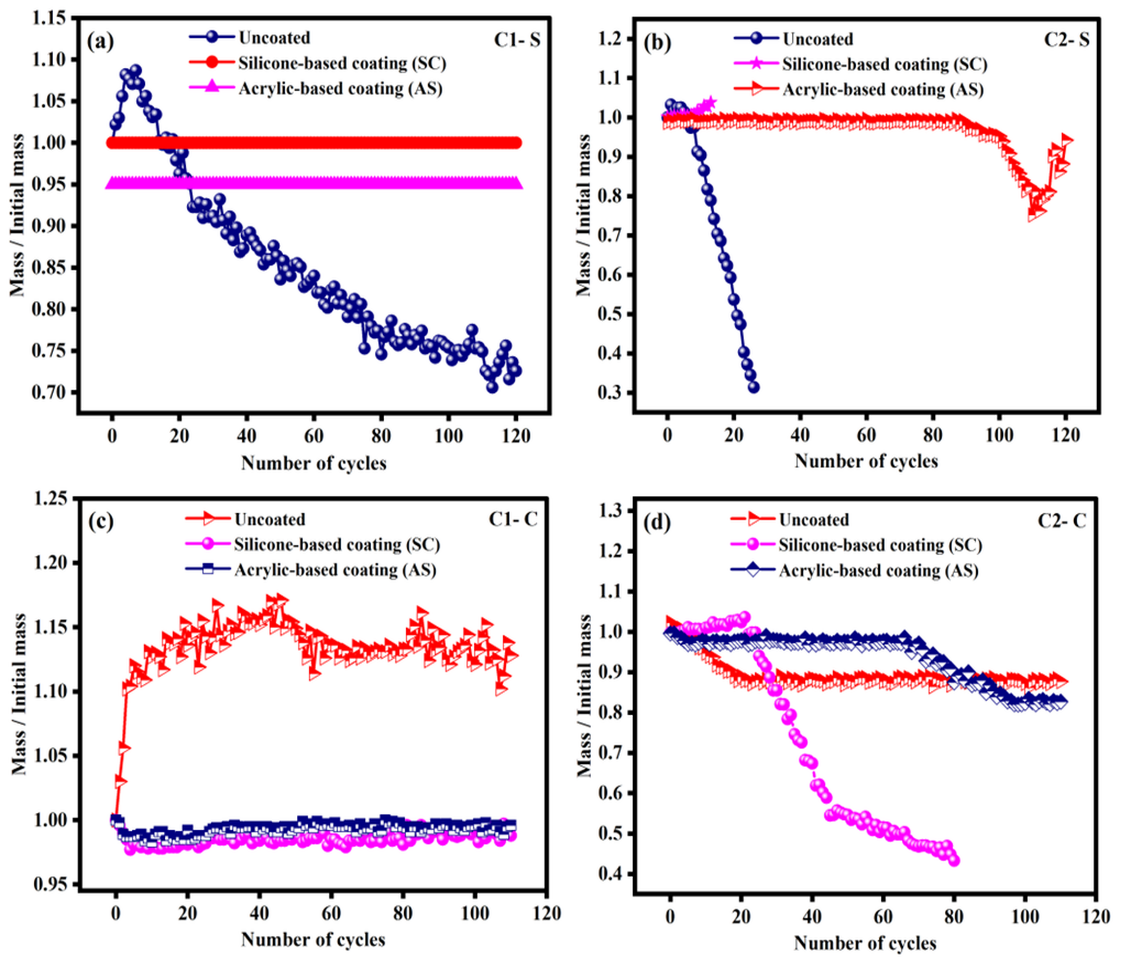 (a)
Uncoated
C1- S
Silicone-based coating (SC)
Acrylic-based coating (AS)
1.15
1.10
1.05
1.00
0.95
0.90
0.85
0.80
0.75
0.70
Mass / Initial mass
0 20 40 60 80 100 120
Number of cycles
(b)
Uncoated
C2- S
Silicone-based coating (SC)
Acrylic-based coating (AS)
1.2
1.1
1.0
0.9
0.8
0.7
0.6
0.5
0.4
0.3
Mass / Initial mass
0 20 40 60 80 100 120
Number of cycles
(c)
Uncoated
C1- C
Silicone-based coating (SC)
Acrylic-based coating (AS)
1.25
1.20
1.15
1.10
1.05
1.00
0.95
Mass / Initial mass
0 20 40 60 80 100 120
Number of cycles
(d)
Uncoated
C2- C
Silicone-based coating (SC)
Acrylic-based coating (AS)
1.3
1.2
1.1
1.0
0.9
0.8
0.7
0.6
0.5
0.4
Mass / Initial mass
0 20 40 60 80 100 120
Number of cycles